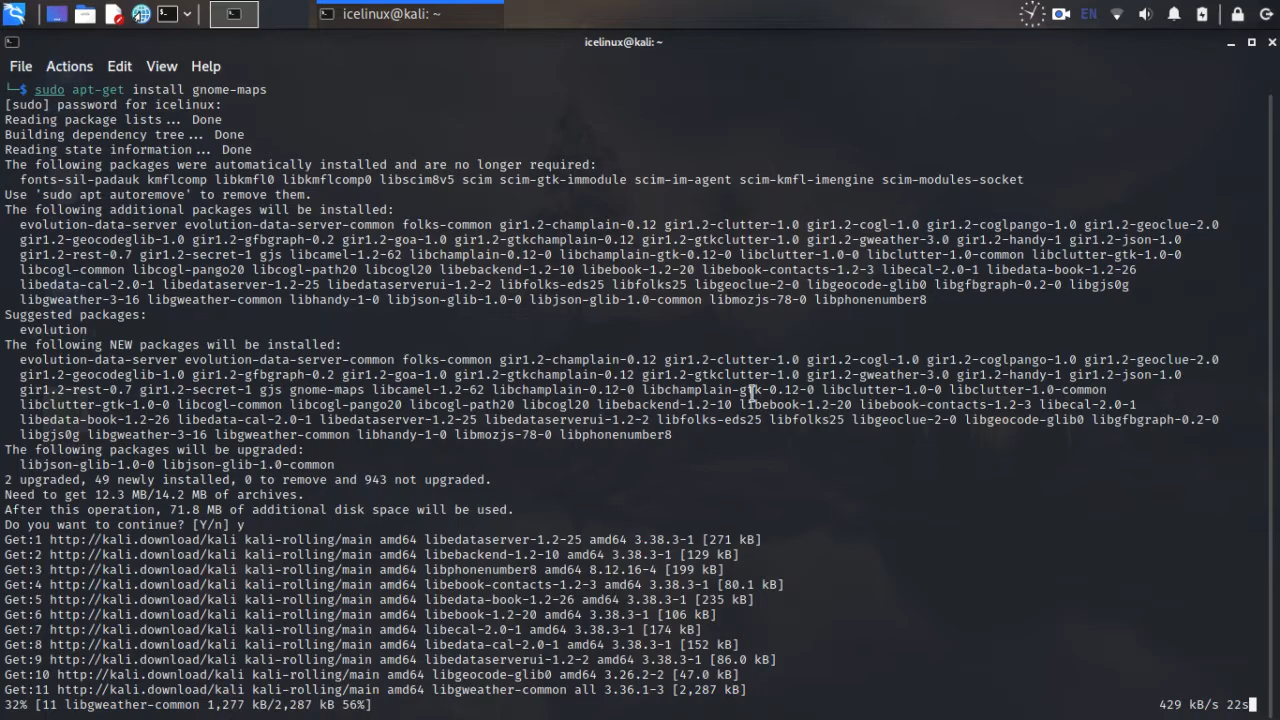 EN
icelinux@kali: ~
icelinux@kali: ~
File Actions Edit View Help
└─$ sudo apt-get install gnome-maps
[sudo] password for icelinux:
Reading package lists... Done
Building dependency tree... Done
Reading state information... Done
The following packages were automatically installed and are no longer required:
fonts-sil-padauk kmflcomp libkmfl0 libkmflcomp0 libscim8v5 scim scim-gtk-immodule scim-im-agent scim-kmfl-imengine scim-modules-socket
Use 'sudo apt autoremove' to remove them.
The following additional packages will be installed:
evolution-data-server evolution-data-server-common folks-common gir1.2-champlain-0.12 gir1.2-clutter-1.0 gir1.2-cogl-1.0 gir1.2-coglpango-1.0 gir1.2-geoclue-2.0
gir1.2-geocodeglib-1.0 gir1.2-gfbgraph-0.2 gir1.2-goa-1.0 gir1.2-gtkchamplain-0.12 gir1.2-gtkclutter-1.0 gir1.2-gweather-3.0 gir1.2-handy-1 gir1.2-json-1.0
gir1.2-rest-0.7 gir1.2-secret-1 gjs libcamel-1.2-62 libchamplain-0.12-0 libchamplain-gtk-0.12-0 libclutter-1.0-0 libclutter-1.0-common libclutter-gtk-1.0-0
libcogl-common libcogl-pango20 libcogl-path20 libcogl20 libebackend-1.2-10 libebook-1.2-20 libebook-contacts-1.2-3 libecal-2.0-1 libedata-book-1.2-26
libedata-cal-2.0-1 libedataserver-1.2-25 libedataserverui-1.2-2 libfolks-eds25 libfolks25 libgeoclue-2-0 libgeocode-glib0 libgfbgraph-0.2-0 libgjs0g
libgweather-3-16 libgweather-common libhandy-1-0 libjson-glib-1.0-0 libjson-glib-1.0-common libmozjs-78-0 libphonenumber8
Suggested packages:
evolution
The following NEW packages will be installed:
evolution-data-server evolution-data-server-common folks-common gir1.2-champlain-0.12 gir1.2-clutter-1.0 gir1.2-cogl-1.0 gir1.2-coglpango-1.0 gir1.2-geoclue-2.0
gir1.2-geocodeglib-1.0 gir1.2-gfbgraph-0.2 gir1.2-goa-1.0 gir1.2-gtkchamplain-0.12 gir1.2-gtkclutter-1.0 gir1.2-gweather-3.0 gir1.2-handy-1 gir1.2-json-1.0
gir1.2-rest-0.7 gir1.2-secret-1 gjs gnome-maps libcamel-1.2-62 libchamplain-0.12-0 libchamplain-gtk-0.12-0 libclutter-1.0-0 libclutter-1.0-common
libclutter-gtk-1.0-0 libcogl-common libcogl-pango20 libcogl-path20 libcogl20 libebackend-1.2-10 libebook-1.2-20 libebook-contacts-1.2-3 libecal-2.0-1
libedata-book-1.2-26 libedata-cal-2.0-1 libedataserver-1.2-25 libedataserverui-1.2-2 libfolks-eds25 libfolks25 libgeoclue-2-0 libgeocode-glib0 libgfbgraph-0.2-0
libgjs0g libgweather-3-16 libgweather-common libhandy-1-0 libmozjs-78-0 libphonenumber8
The following packages will be upgraded:
libjson-glib-1.0-0 libjson-glib-1.0-common
2 upgraded, 49 newly installed, 0 to remove and 943 not upgraded.
Need to get 12.3 MB/14.2 MB of archives.
After this operation, 71.8 MB of additional disk space will be used.
Do you want to continue? [Y/n] y
Get:1 http://kali.download/kali kali-rolling/main amd64 libedataserver-1.2-25 amd64 3.38.3-1 [271 kB]
Get:2 http://kali.download/kali kali-rolling/main amd64 libebackend-1.2-10 amd64 3.38.3-1 [129 kB]
Get:3 http://kali.download/kali kali-rolling/main amd64 libphonenumber8 amd64 8.12.16-4 [199 kB]
Get:4 http://kali.download/kali kali-rolling/main amd64 libebook-contacts-1.2-3 amd64 3.38.3-1 [80.1 kB]
Get:5 http://kali.download/kali kali-rolling/main amd64 libedata-book-1.2-26 amd64 3.38.3-1 [235 kB]
Get:6 http://kali.download/kali kali-rolling/main amd64 libebook-1.2-20 amd64 3.38.3-1 [106 kB]
Get:7 http://kali.download/kali kali-rolling/main amd64 libecal-2.0-1 amd64 3.38.3-1 [174 kB]
Get:8 http://kali.download/kali kali-rolling/main amd64 libedata-cal-2.0-1 amd64 3.38.3-1 [152 kB]
Get:9 http://kali.download/kali kali-rolling/main amd64 libedataserverui-1.2-2 amd64 3.38.3-1 [86.0 kB]
Get:10 http://kali.download/kali kali-rolling/main amd64 libgeocode-glib0 amd64 3.26.2-2 [47.0 kB]
Get:11 http://kali.download/kali kali-rolling/main amd64 libgweather-common all 3.36.1-3 [2,287 kB]
32% [11 libgweather-common 1,277 kB/2,287 kB 56%] 429 kB/s 22s